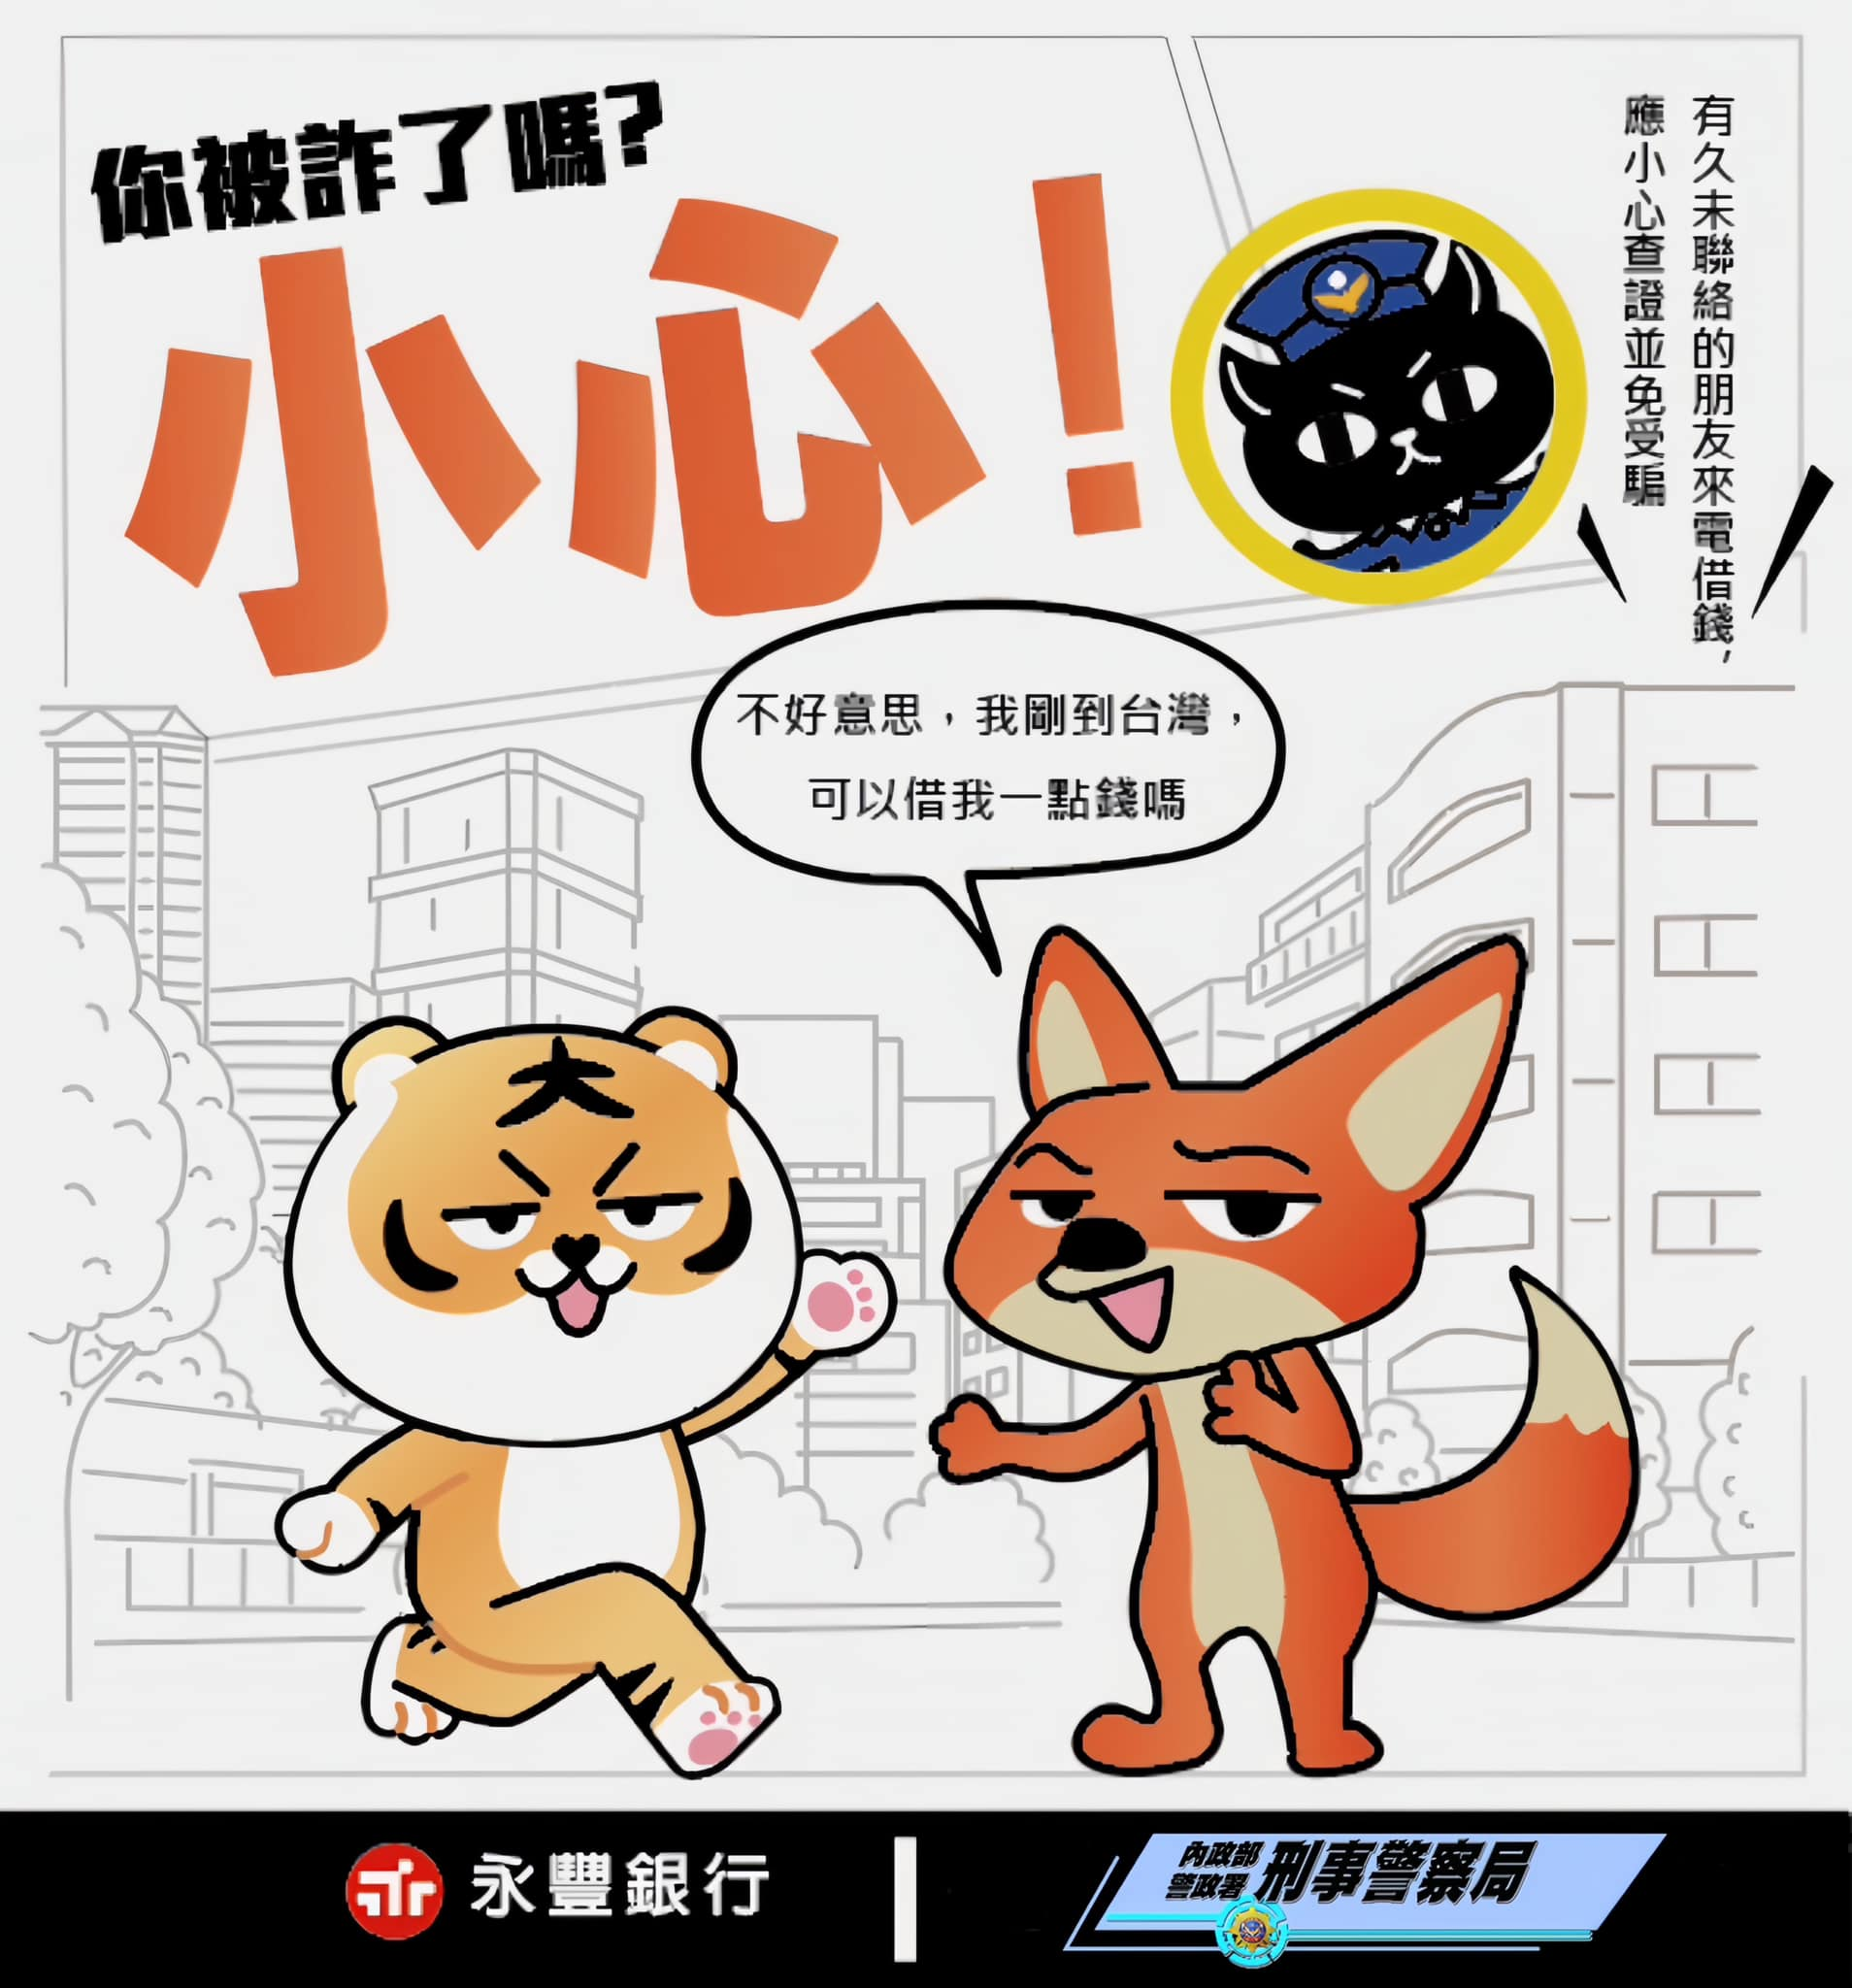 你被詐了嗎?
小心!
有久未聯絡的朋友來電借錢,
應小心查證並免受騙
不好意思，我剛到台灣，
可以借我一點錢嗎
大
永豐銀行
內政部
警政署
刑事警察局